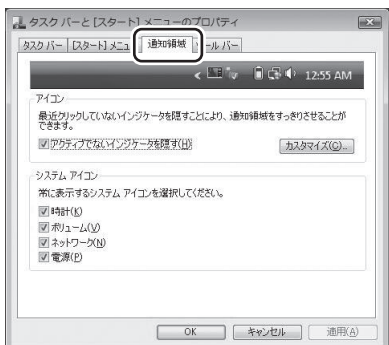 タスク バーと [スタート] メニューのプロパティ
タスク バー
[スタート] メニュ
通知領域
ール バー
12:55 AM
アイコン
最近クリックしていないインジケータを隠すことにより、通知領域をすっきりさせることが
できます。
アクティブでないインジケータを隠す(H)
カスタマイズ(C)...
システム アイコン
常に表示するシステム アイコンを選択してください。
時計(K)
ボリューム(V)
ネットワーク(N)
電源(P)
OK
キャンセル
適用(A)